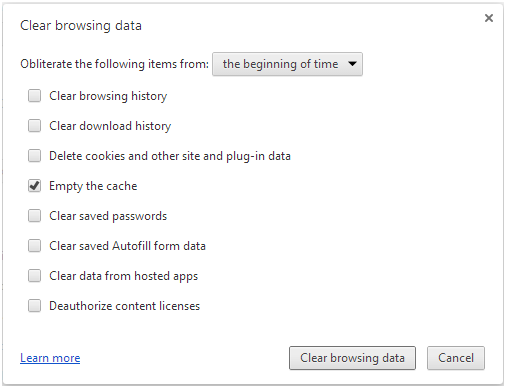 Clear browsing data
Obliterate the following items from: the beginning of time
Clear browsing history
Clear download history
Delete cookies and other site and plug-in data
Empty the cache
Clear saved passwords
Clear saved Autofill form data
Clear data from hosted apps
Deauthorize content licenses
Learn more Clear browsing data Cancel